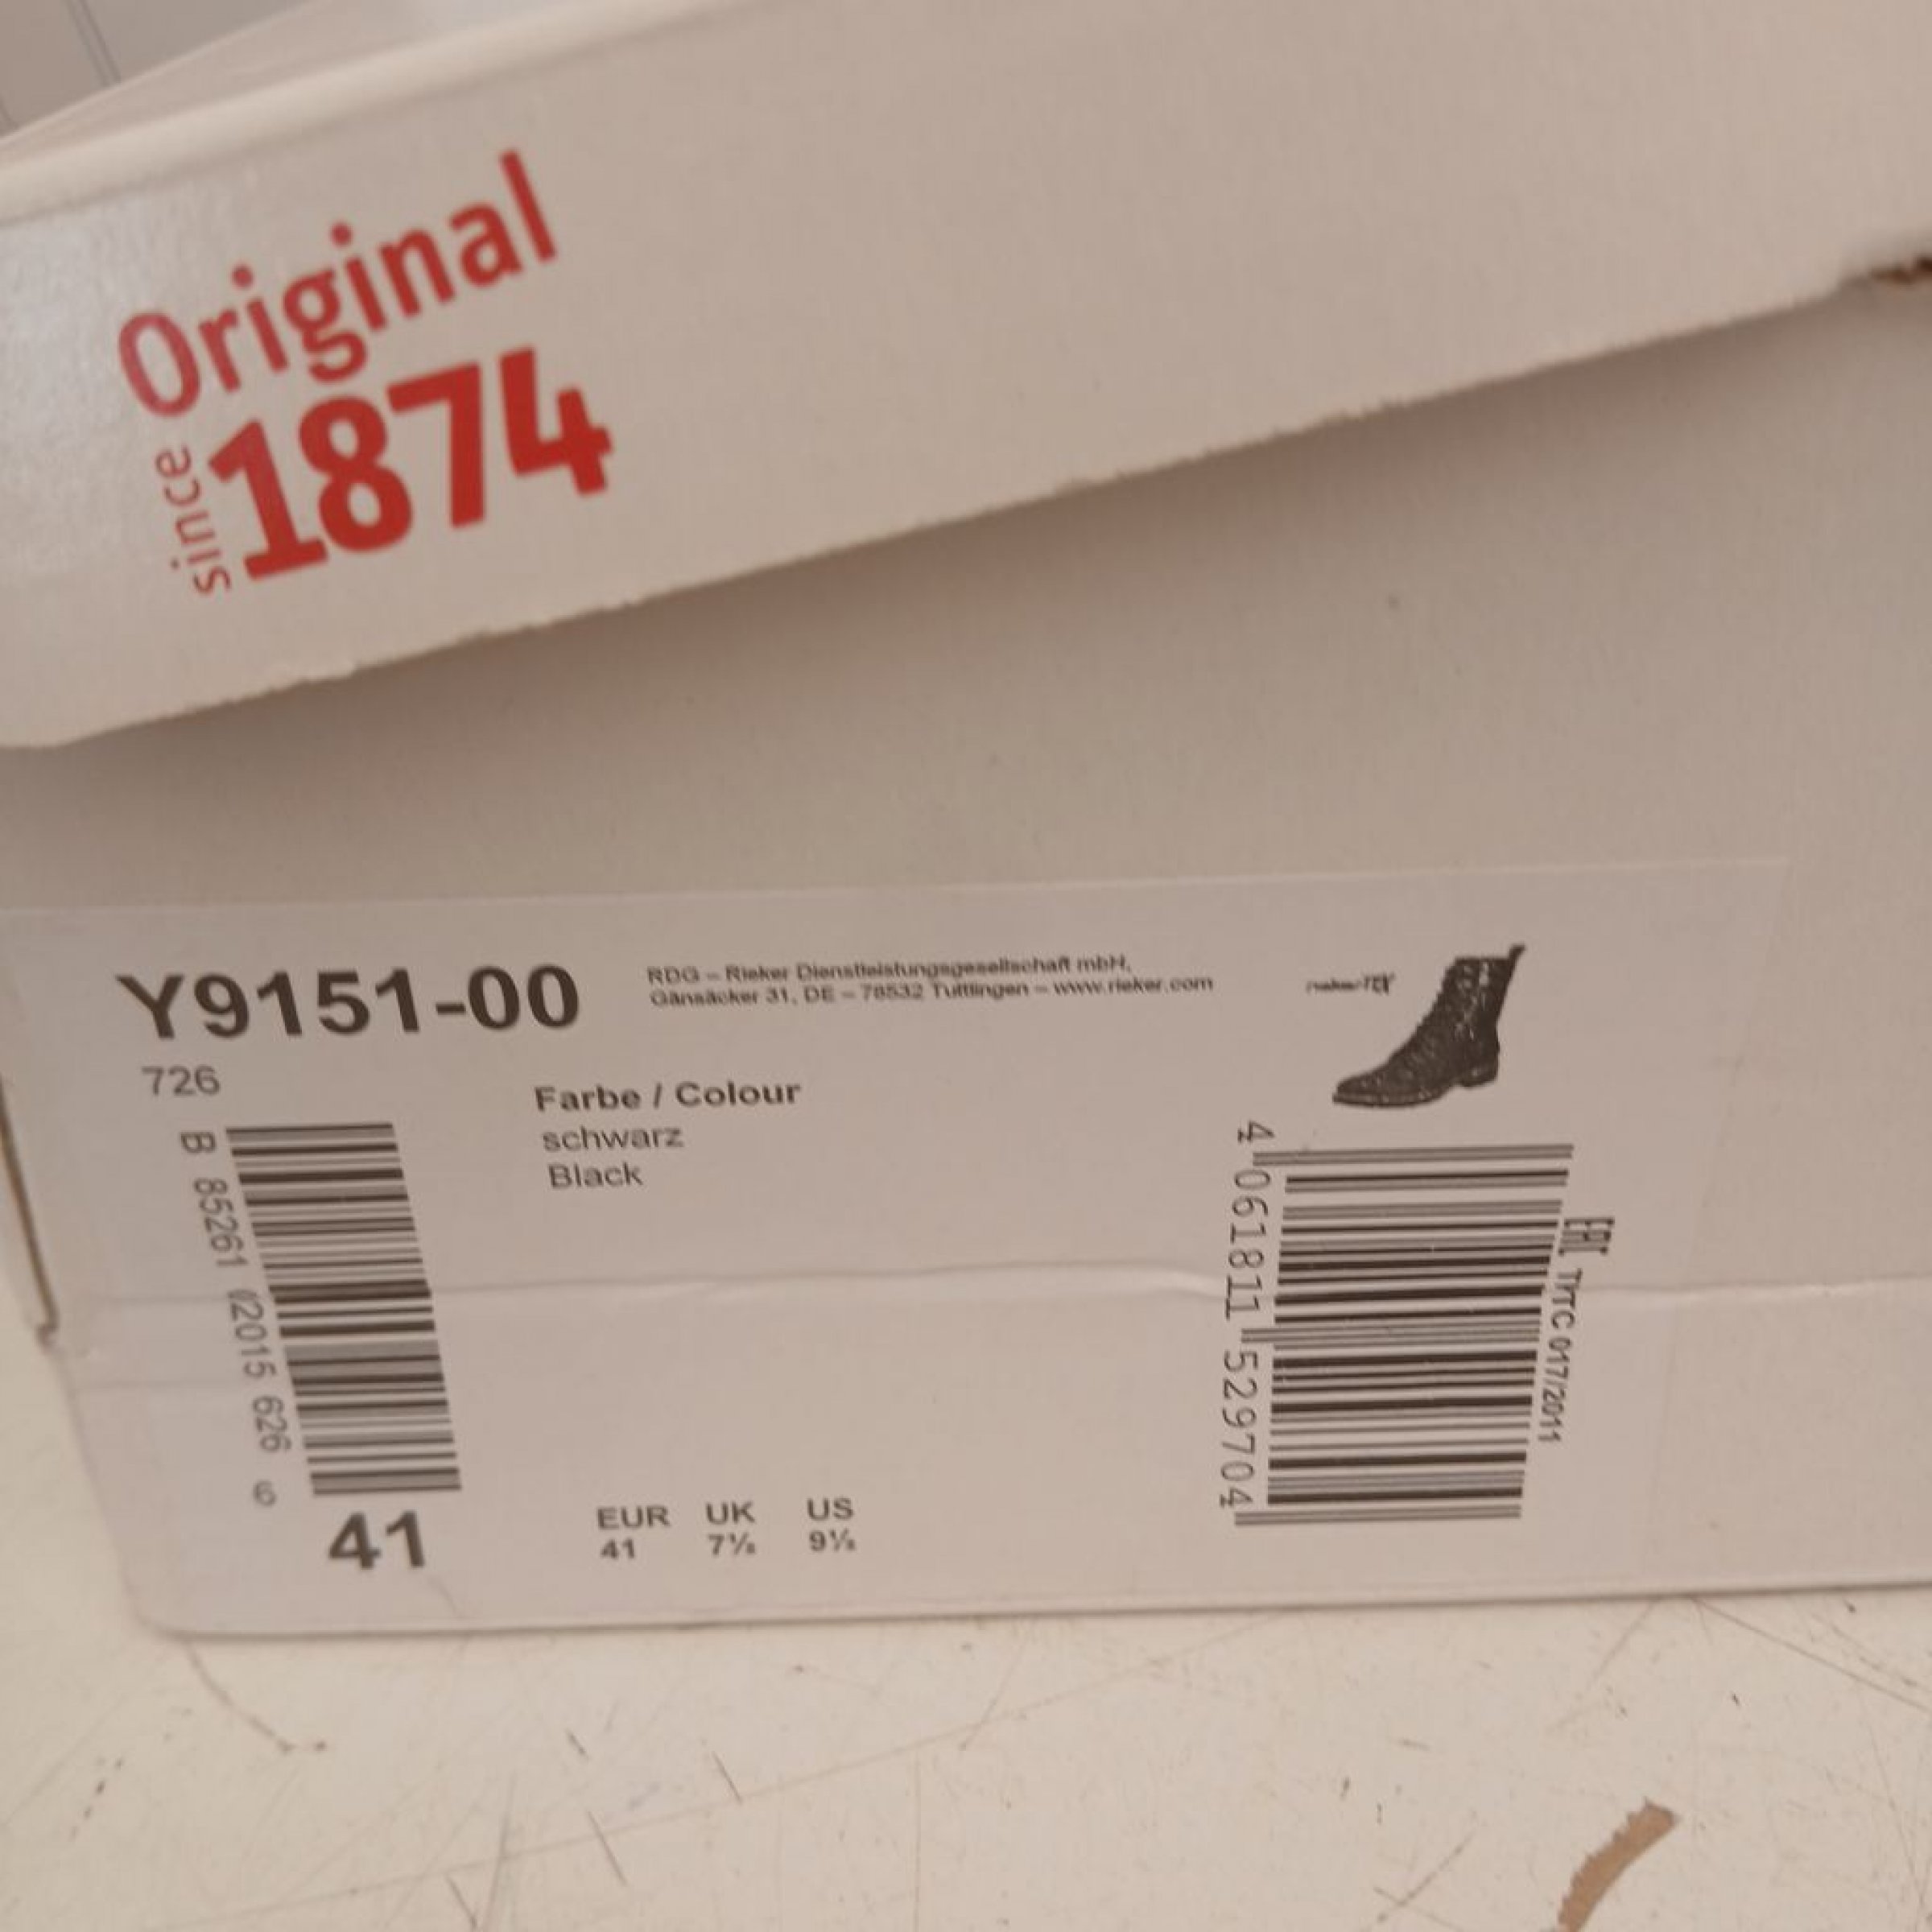 Original
since 1874
Y9151-00
RDG – Rieker Dienstleistungsgesellschaft mbH,
Gänsäcker 31, DE – 78532 Tuttlingen – www.rieker.com
riekerTEX
726
Farbe / Colour
schwarz
Black
B 85261 02015 626 6
41
EUR UK US
41 7½ 9½
4 061811 529704
EAC TPTC 017/2011